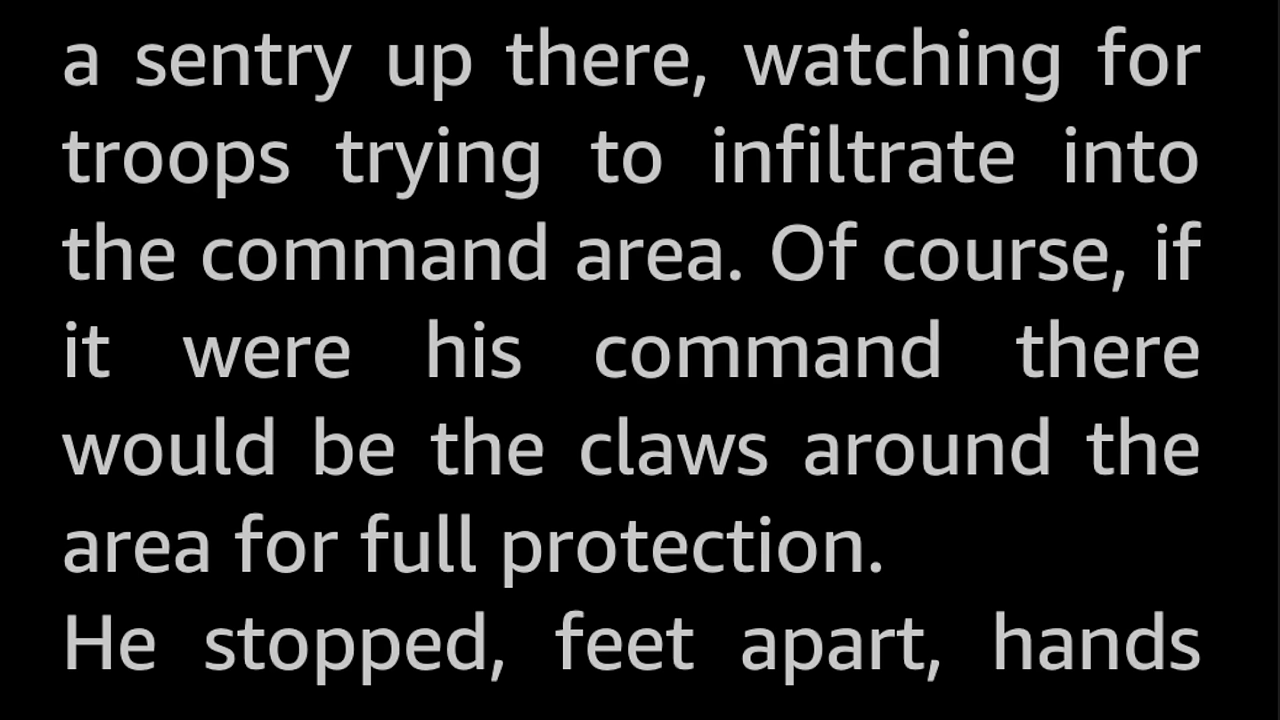 a sentry up there, watching for
troops trying to infiltrate into
the command area. Of course, if
it were his command there
would be the claws around the
area for full protection.
He stopped, feet apart, hands